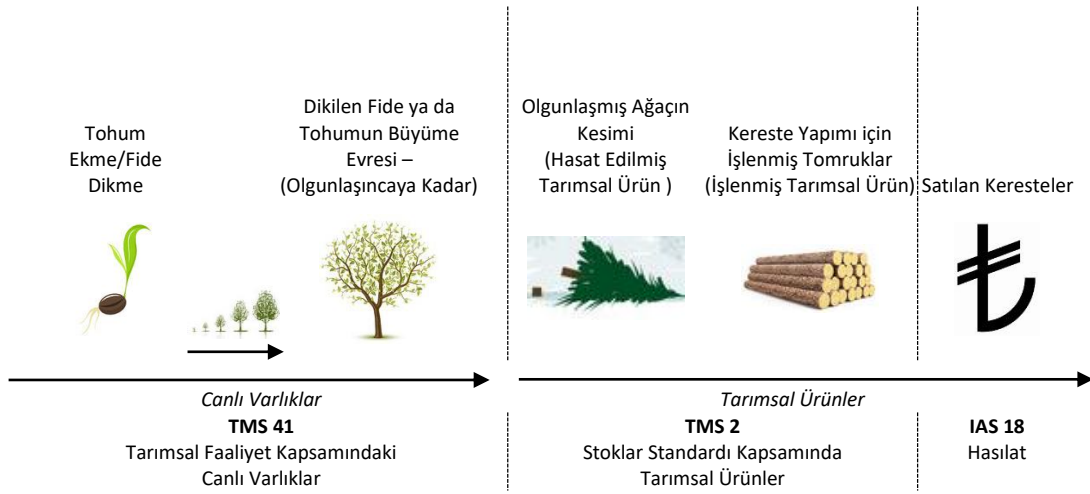 Tohum
Ekme/Fide
Dikme
Dikilen Fide ya da
Tohumun Büyüme
Evresi –
(Olgunlaşıncaya Kadar)
Olgunlaşmış Ağaçın
Kesimi
(Hasat Edilmiş
Tarımsal Ürün )
Kereste Yapımı için
İşlenmiş Tomruklar
(İşlenmiş Tarımsal Ürün)
Satılan Keresteler
Canlı Varlıklar
TMS 41
Tarımsal Faaliyet Kapsamındaki
Canlı Varlıklar
Tarımsal Ürünler
TMS 2
Stoklar Standardı Kapsamında
Tarımsal Ürünler
IAS 18
Hasılat